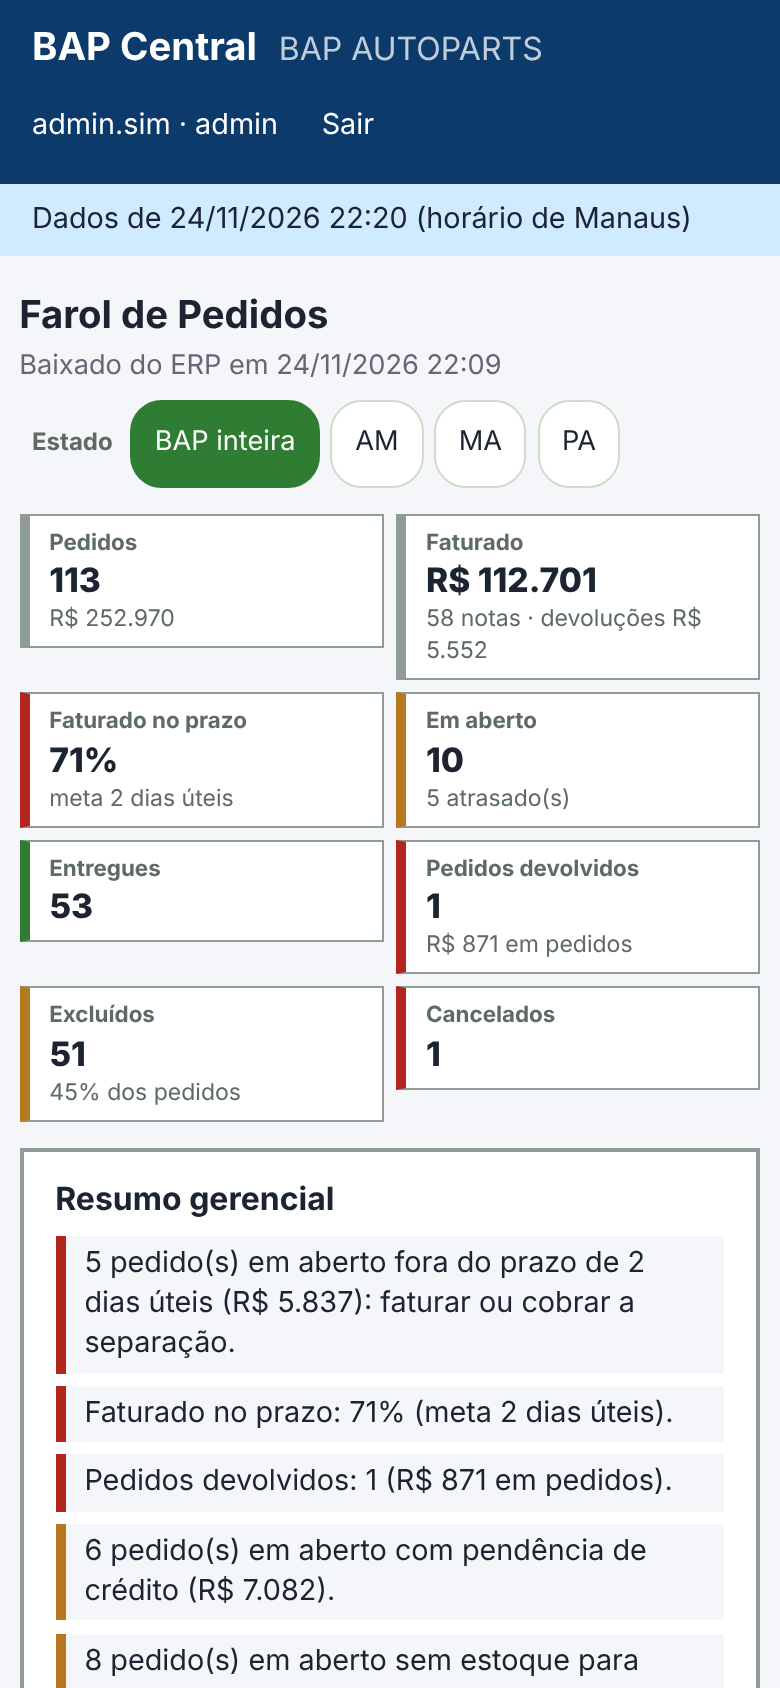 BAP Central BAP AUTOPARTS
admin.sim · admin Sair
Dados de 24/11/2026 22:20 (horário de Manaus)
Farol de Pedidos
Baixado do ERP em 24/11/2026 22:09
Estado BAP inteira AM MA PA
Pedidos
113
R$ 252.970
Faturado
R$ 112.701
58 notas · devoluções R$
5.552
Faturado no prazo
71%
meta 2 dias úteis
Em aberto
10
5 atrasado(s)
Entregues
53
Pedidos devolvidos
1
R$ 871 em pedidos
Excluídos
51
45% dos pedidos
Cancelados
1
Resumo gerencial
5 pedido(s) em aberto fora do prazo de 2
dias úteis (R$ 5.837): faturar ou cobrar a
separação.
Faturado no prazo: 71% (meta 2 dias úteis).
Pedidos devolvidos: 1 (R$ 871 em pedidos).
6 pedido(s) em aberto com pendência de
crédito (R$ 7.082).
8 pedido(s) em aberto sem estoque para